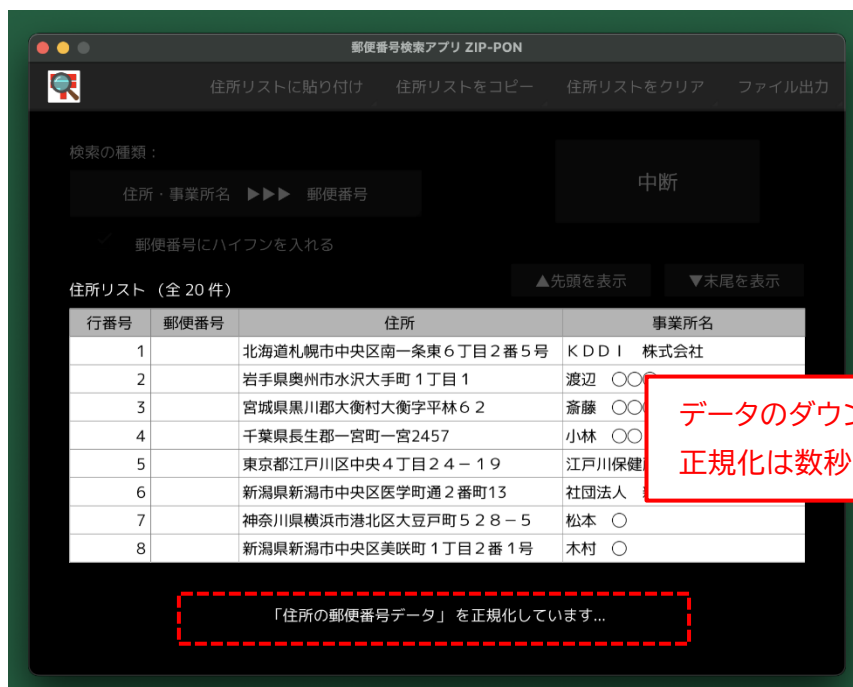 郵便番号検索アプリ ZIP-PON
住所リストに貼り付け 住所リストをコピー 住所リストをクリア ファイル出力
検索の種類：
住所・事業所名 ▶▶▶ 郵便番号
中断
郵便番号にハイフンを入れる
住所リスト （全 20 件）
▲先頭を表示 ▼末尾を表示
行番号 郵便番号 住所 事業所名
1 北海道札幌市中央区南一条東６丁目２番５号 ＫＤＤＩ　株式会社
2 岩手県奥州市水沢大手町１丁目１ 渡辺　○○
3 宮城県黒川郡大衡村大衡字平林６２ 斎藤　○○
4 千葉県長生郡一宮町一宮2457 小林　○○
5 東京都江戸川区中央４丁目２４－１９ 江戸川保健
6 新潟県新潟市中央区医学町通２番町13 社団法人
7 神奈川県横浜市港北区大豆戸町５２８－５ 松本　○
8 新潟県新潟市中央区美咲町１丁目２番１号 木村　○
データのダウン
正規化は数秒
「住所の郵便番号データ」を正規化しています...